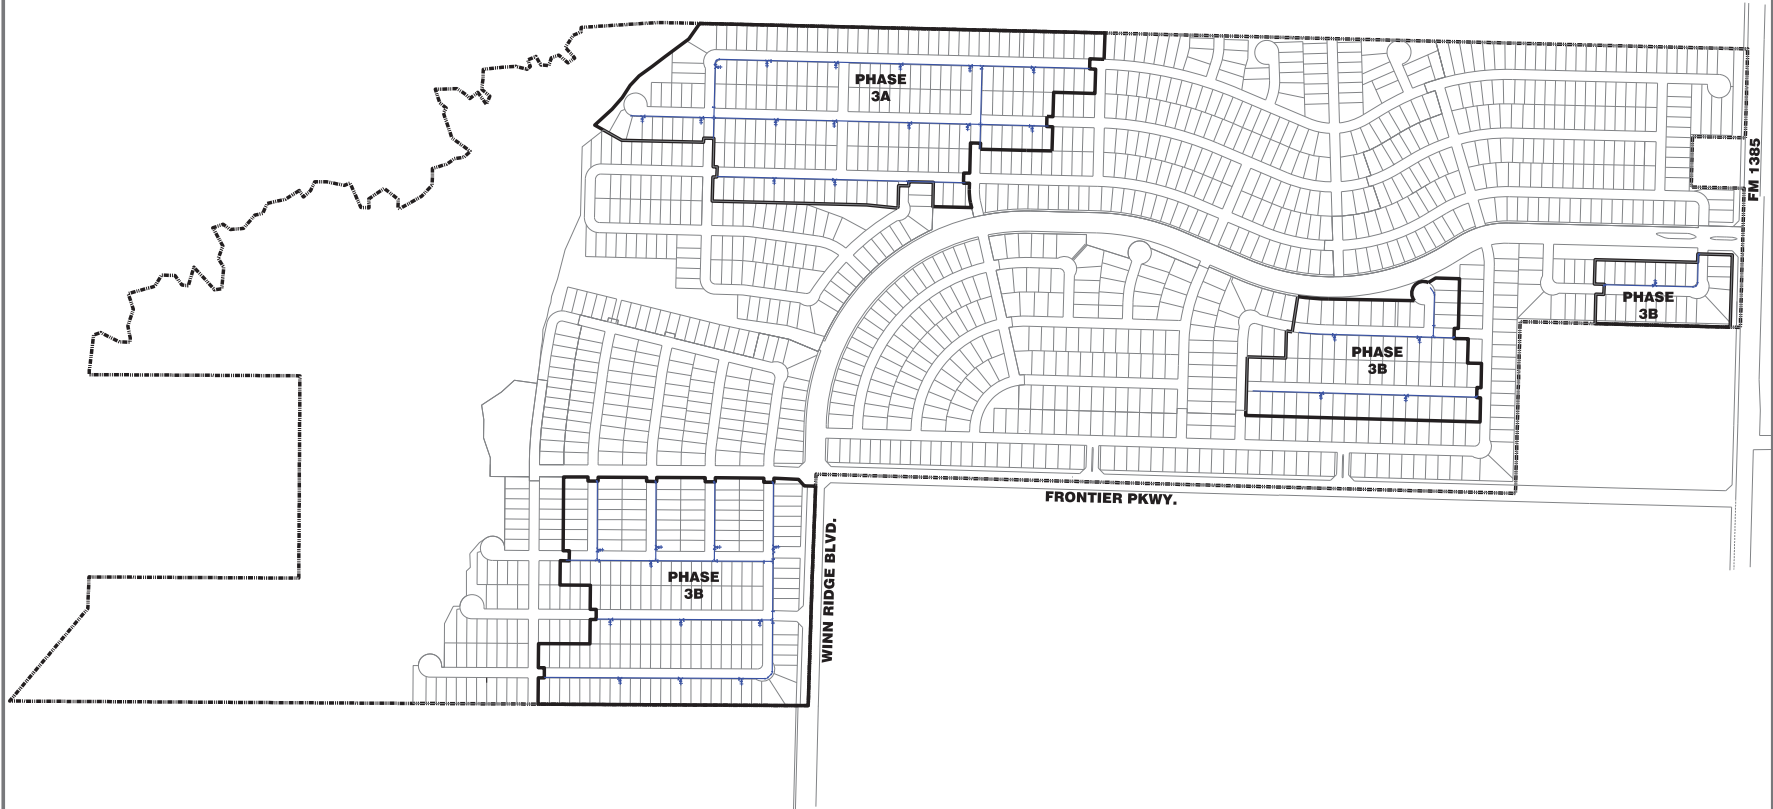 PHASE
3A
FM 1385
PHASE
3B
PHASE
3B
FRONTIER PKWY.
WINN RIDGE BLVD.
PHASE
3B